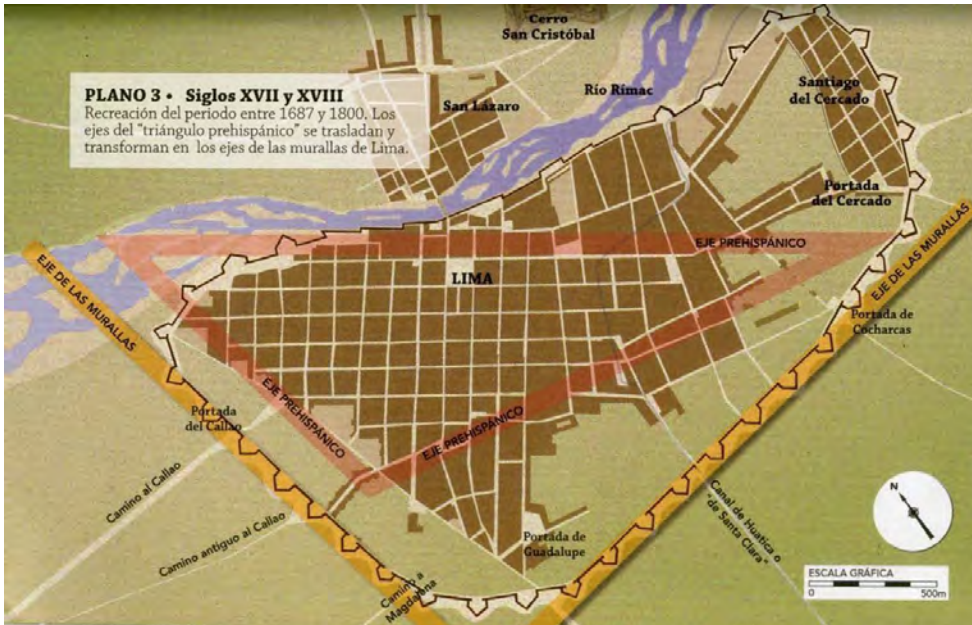 Cerro
San Cristóbal
PLANO 3 • Siglos XVII y XVIII
Recreación del periodo entre 1687 y 1800. Los
ejes del "triángulo prehispánico" se trasladan y
transforman en los ejes de las murallas de Lima.
San Lázaro
Río Rímac
Santiago
del Cercado
Portada
del Cercado
EJE PREHISPÁNICO
EJE DE LAS MURALLAS
LIMA
EJE DE LAS MURALLAS
Portada de
Cocharcas
EJE PREHISPÁNICO
EJE PREHISPÁNICO
Portada
del Callao
Camino al Callao
Camino antiguo al Callao
Camino a
Magdalena
Portada de
Guadalupe
Canal de Huatica o
"de Santa Clara"
N
ESCALA GRÁFICA
0 500m